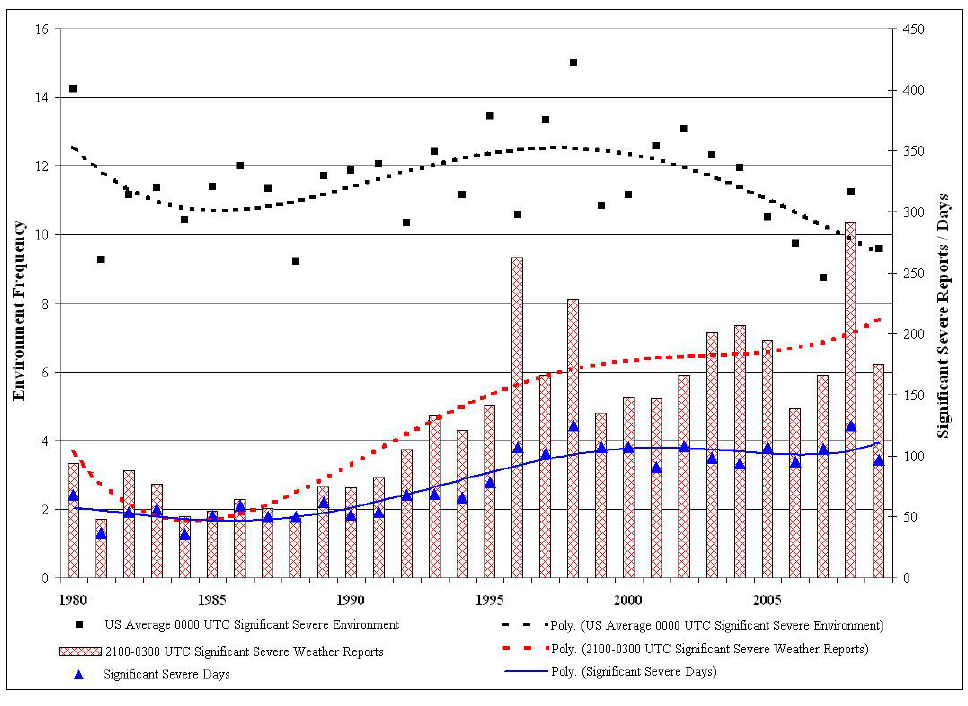 16
14
12
10
8
6
4
2
0
Environment Frequency
450
400
350
300
250
200
150
100
50
0
Significant Severe Reports / Days
1980 1985 1990 1995 2000 2005
US Average 0000 UTC Significant Severe Environment
Poly. (US Average 0000 UTC Significant Severe Environment)
2100-0300 UTC Significant Severe Weather Reports
Poly. (2100-0300 UTC Significant Severe Weather Reports)
Significant Severe Days
Poly. (Significant Severe Days)